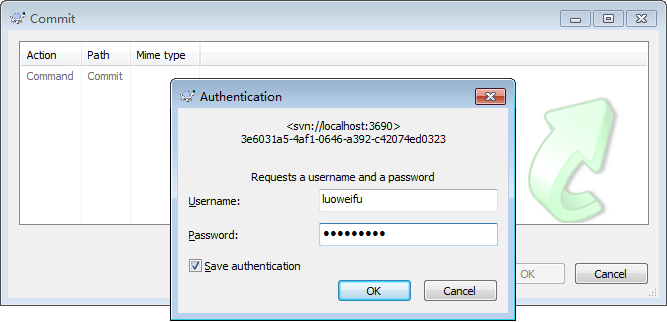 Commit
Action Path Mime type
Command Commit
Authentication
<svn://localhost:3690>
3e6031a5-4af1-0646-a392-c42074ed0323
Requests a username and a password
Username: luoweifu
Password: ●●●●●●●●●
Save authentication
OK Cancel
OK Cancel